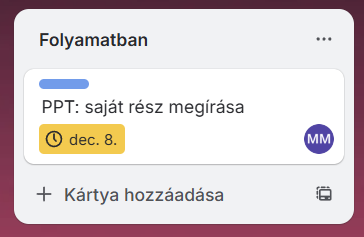 Folyamatban
PPT: saját rész megírása
dec. 8.
MM
Kártya hozzáadása